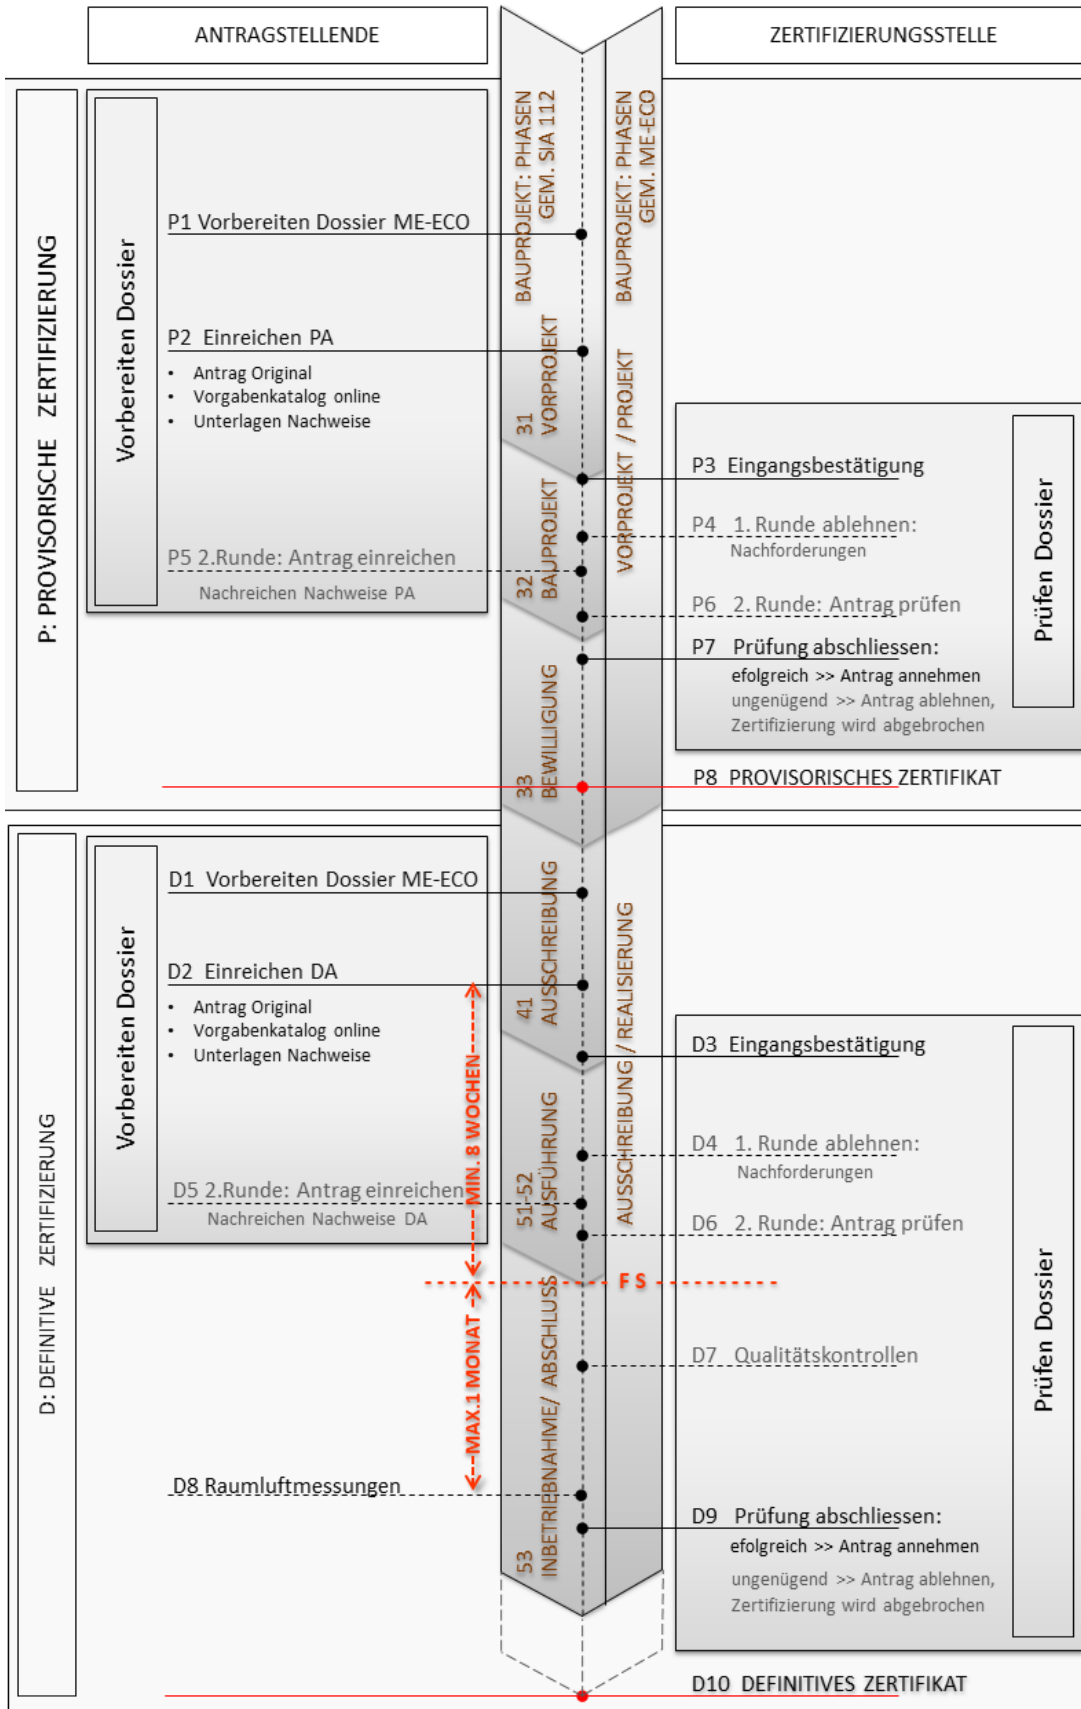 ANTRAGSTELLENDE
ZERTIFIZIERUNGSSTELLE
BAUPROJEKT: PHASEN
GEM. SIA 112
BAUPROJEKT: PHASEN
GEM. ME-ECO
P: PROVISORISCHE ZERTIFIZIERUNG
Vorbereiten Dossier
P1 Vorbereiten Dossier ME-ECO
P2 Einreichen PA
• Antrag Original
• Vorgabenkatalog online
• Unterlagen Nachweise
31
VORPROJEKT
VORPROJEKT / PROJEKT
P3 Eingangsbestätigung
P4 1. Runde ablehnen:
Nachforderungen
P5 2.Runde: Antrag einreichen
Nachreichen Nachweise PA
32
BAUPROJEKT
P6 2. Runde: Antrag prüfen
P7 Prüfung abschliessen:
efolgreich >> Antrag annehmen
ungenügend >> Antrag ablehnen,
Zertifizierung wird abgebrochen
Prüfen Dossier
33
BEWILLIGUNG
P8 PROVISORISCHES ZERTIFIKAT
D: DEFINITIVE ZERTIFIZIERUNG
Vorbereiten Dossier
D1 Vorbereiten Dossier ME-ECO
D2 Einreichen DA
• Antrag Original
• Vorgabenkatalog online
• Unterlagen Nachweise
41
AUSSCHREIBUNG
AUSSCHREIBUNG / REALISIERUNG
D3 Eingangsbestätigung
D4 1. Runde ablehnen:
Nachforderungen
D5 2.Runde: Antrag einreichen
Nachreichen Nachweise DA
MIN. 8 WOCHEN
51-52
AUSFÜHRUNG
D6 2. Runde: Antrag prüfen
F S
MAX.1 MONAT
D7 Qualitätskontrollen
Prüfen Dossier
D8 Raumluftmessungen
53
INBETRIEBNAHME/ ABSCHLUSS
D9 Prüfung abschliessen:
efolgreich >> Antrag annehmen
ungenügend >> Antrag ablehnen,
Zertifizierung wird abgebrochen
D10 DEFINITIVES ZERTIFIKAT